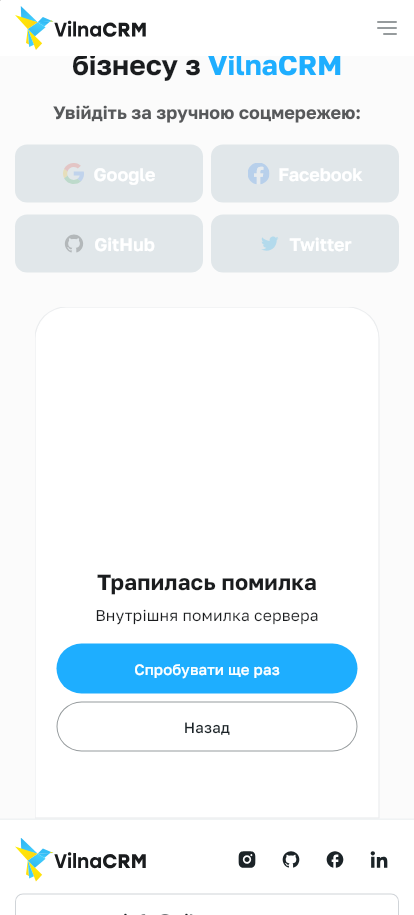 VilnaCRM
бізнесу з VilnaCRM
Увійдіть за зручною соцмережею:
Google
Facebook
GitHub
Twitter
Трапилась помилка
Внутрішня помилка сервера
Спробувати ще раз
Назад
VilnaCRM